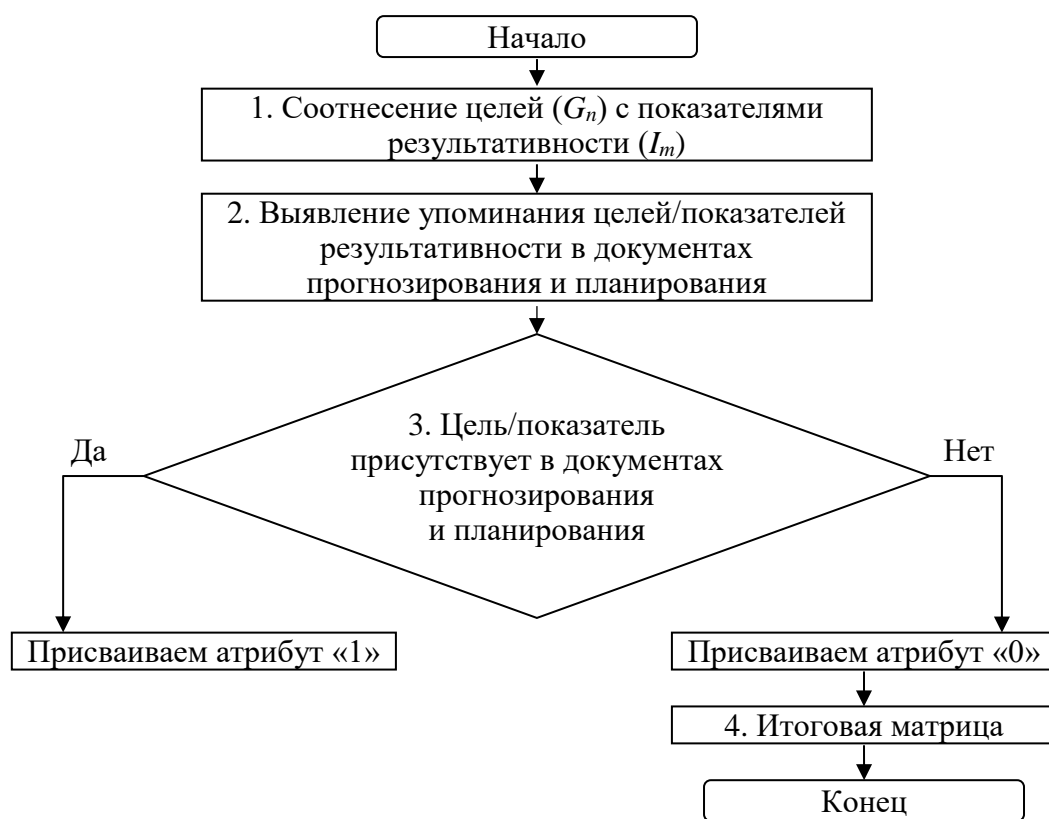 Начало
1. Соотнесение целей (Gn) с показателями
результативности (Im)
2. Выявление упоминания целей/показателей
результативности в документах
прогнозирования и планирования
3. Цель/показатель
присутствует в документах
прогнозирования
и планирования
Да
Нет
Присваиваем атрибут «1»
Присваиваем атрибут «0»
4. Итоговая матрица
Конец